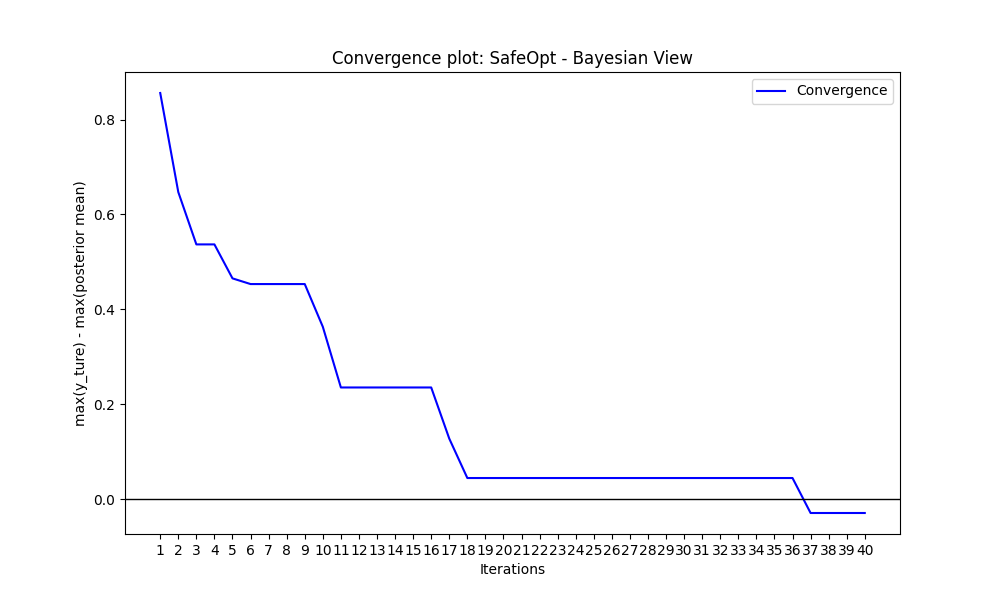 Convergence plot: SafeOpt - Bayesian View
Convergence
max(y_ture) - max(posterior mean)
0.8
0.6
0.4
0.2
0.0
1 2 3 4 5 6 7 8 9 10 11 12 13 14 15 16 17 18 19 20 21 22 23 24 25 26 27 28 29 30 31 32 33 34 35 36 37 38 39 40
Iterations